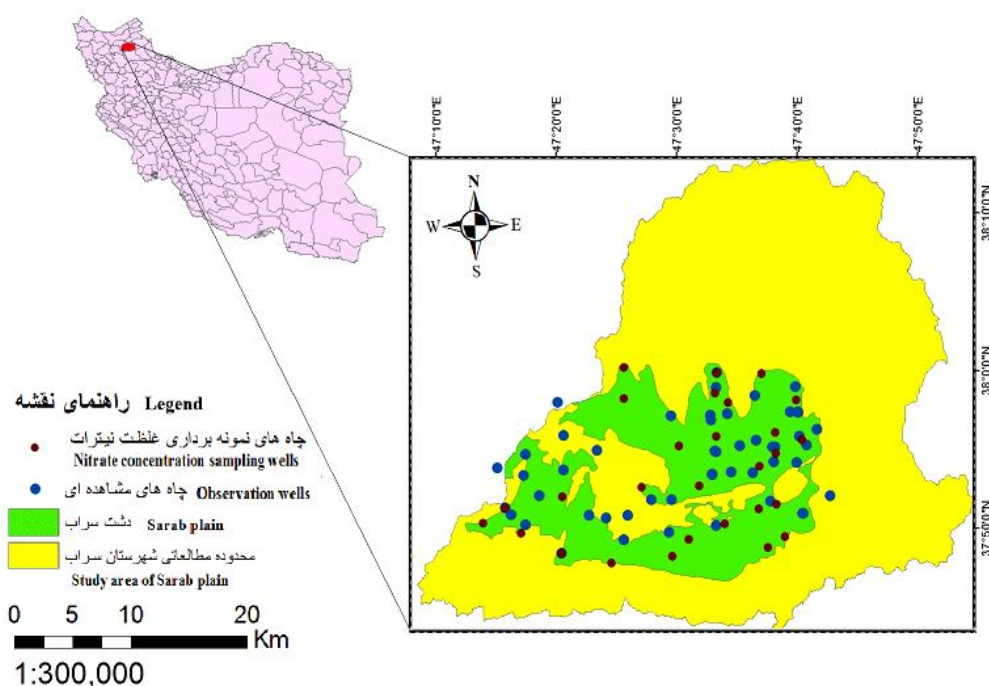 47°10'0"E
47°20'0"E
47°30'0"E
47°40'0"E
47°50'0"E
N
W
E
S
38°10'0"N
38°0'0"N
37°50'0"N
راهنمای نقشه Legend
چاه های نمونه برداری غلظت نیترات
Nitrate concentration sampling wells
چاه های مشاهده ای Observation wells
دشت سراب Sarab plain
محدوده مطالعاتی شهرستان سراب
Study area of Sarab plain
0 5 10 20
Km
1:300,000